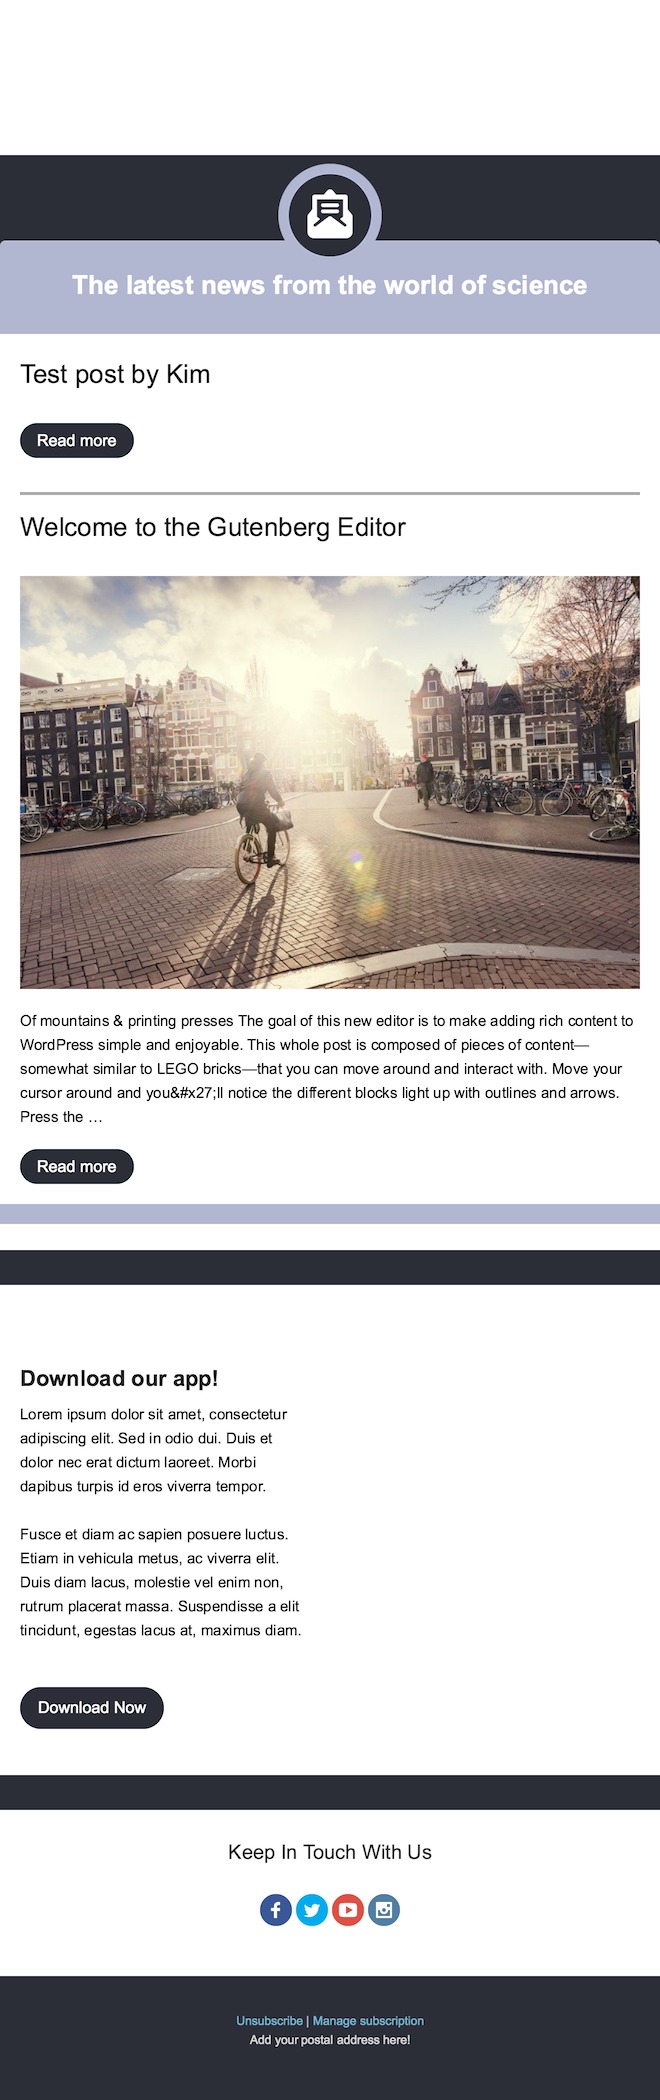 The latest news from the world of science
Test post by Kim
Read more
Welcome to the Gutenberg Editor
Of mountains & printing presses The goal of this new editor is to make adding rich content to
WordPress simple and enjoyable. This whole post is composed of pieces of content—
somewhat similar to LEGO bricks—that you can move around and interact with. Move your
cursor around and you&#x27;ll notice the different blocks light up with outlines and arrows.
Press the …
Read more
Download our app!
Lorem ipsum dolor sit amet, consectetur
adipiscing elit. Sed in odio dui. Duis et
dolor nec erat dictum laoreet. Morbi
dapibus turpis id eros viverra tempor.
Fusce et diam ac sapien posuere luctus.
Etiam in vehicula metus, ac viverra elit.
Duis diam lacus, molestie vel enim non,
rutrum placerat massa. Suspendisse a elit
tincidunt, egestas lacus at, maximus diam.
Download Now
Keep In Touch With Us
Unsubscribe | Manage subscription
Add your postal address here!